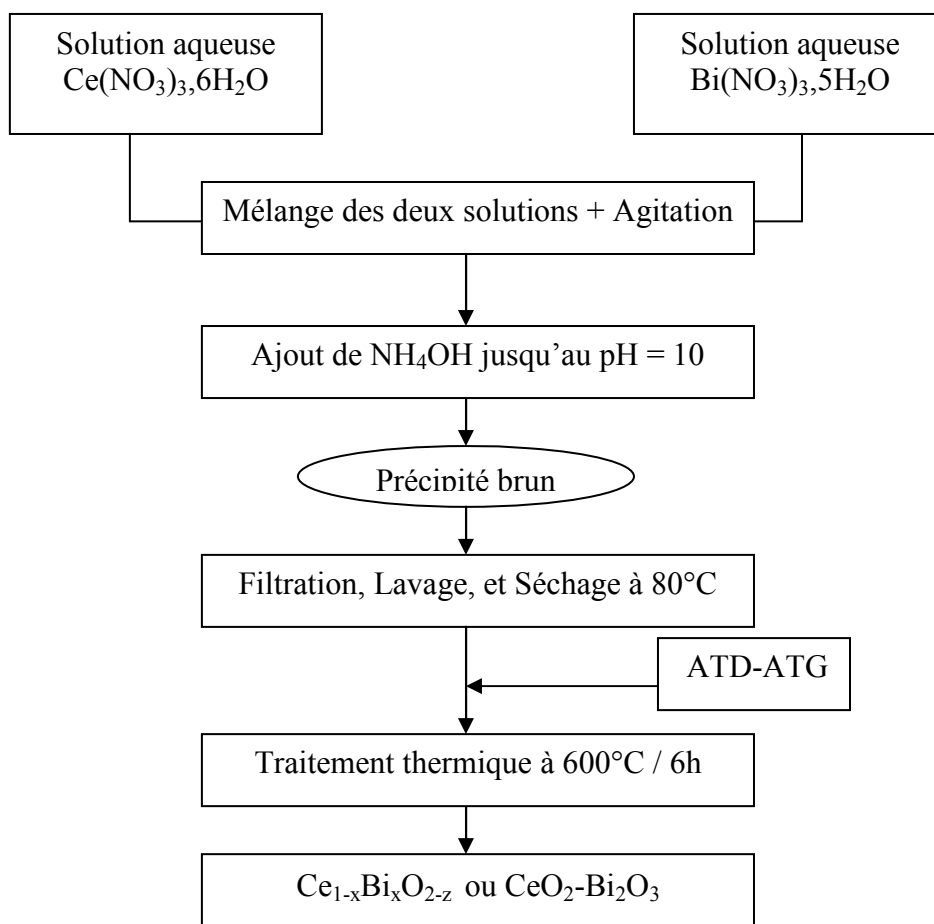 Solution aqueuse
Ce(NO₃)₃,6H₂O
Solution aqueuse
Bi(NO₃)₃,5H₂O
Mélange des deux solutions + Agitation
Ajout de NH₄OH jusqu’au pH = 10
Précipité brun
Filtration, Lavage, et Séchage à 80°C
ATD-ATG
Traitement thermique à 600°C / 6h
Ce₁₋ₓBiₓO₂₋z ou CeO₂-Bi₂O₃